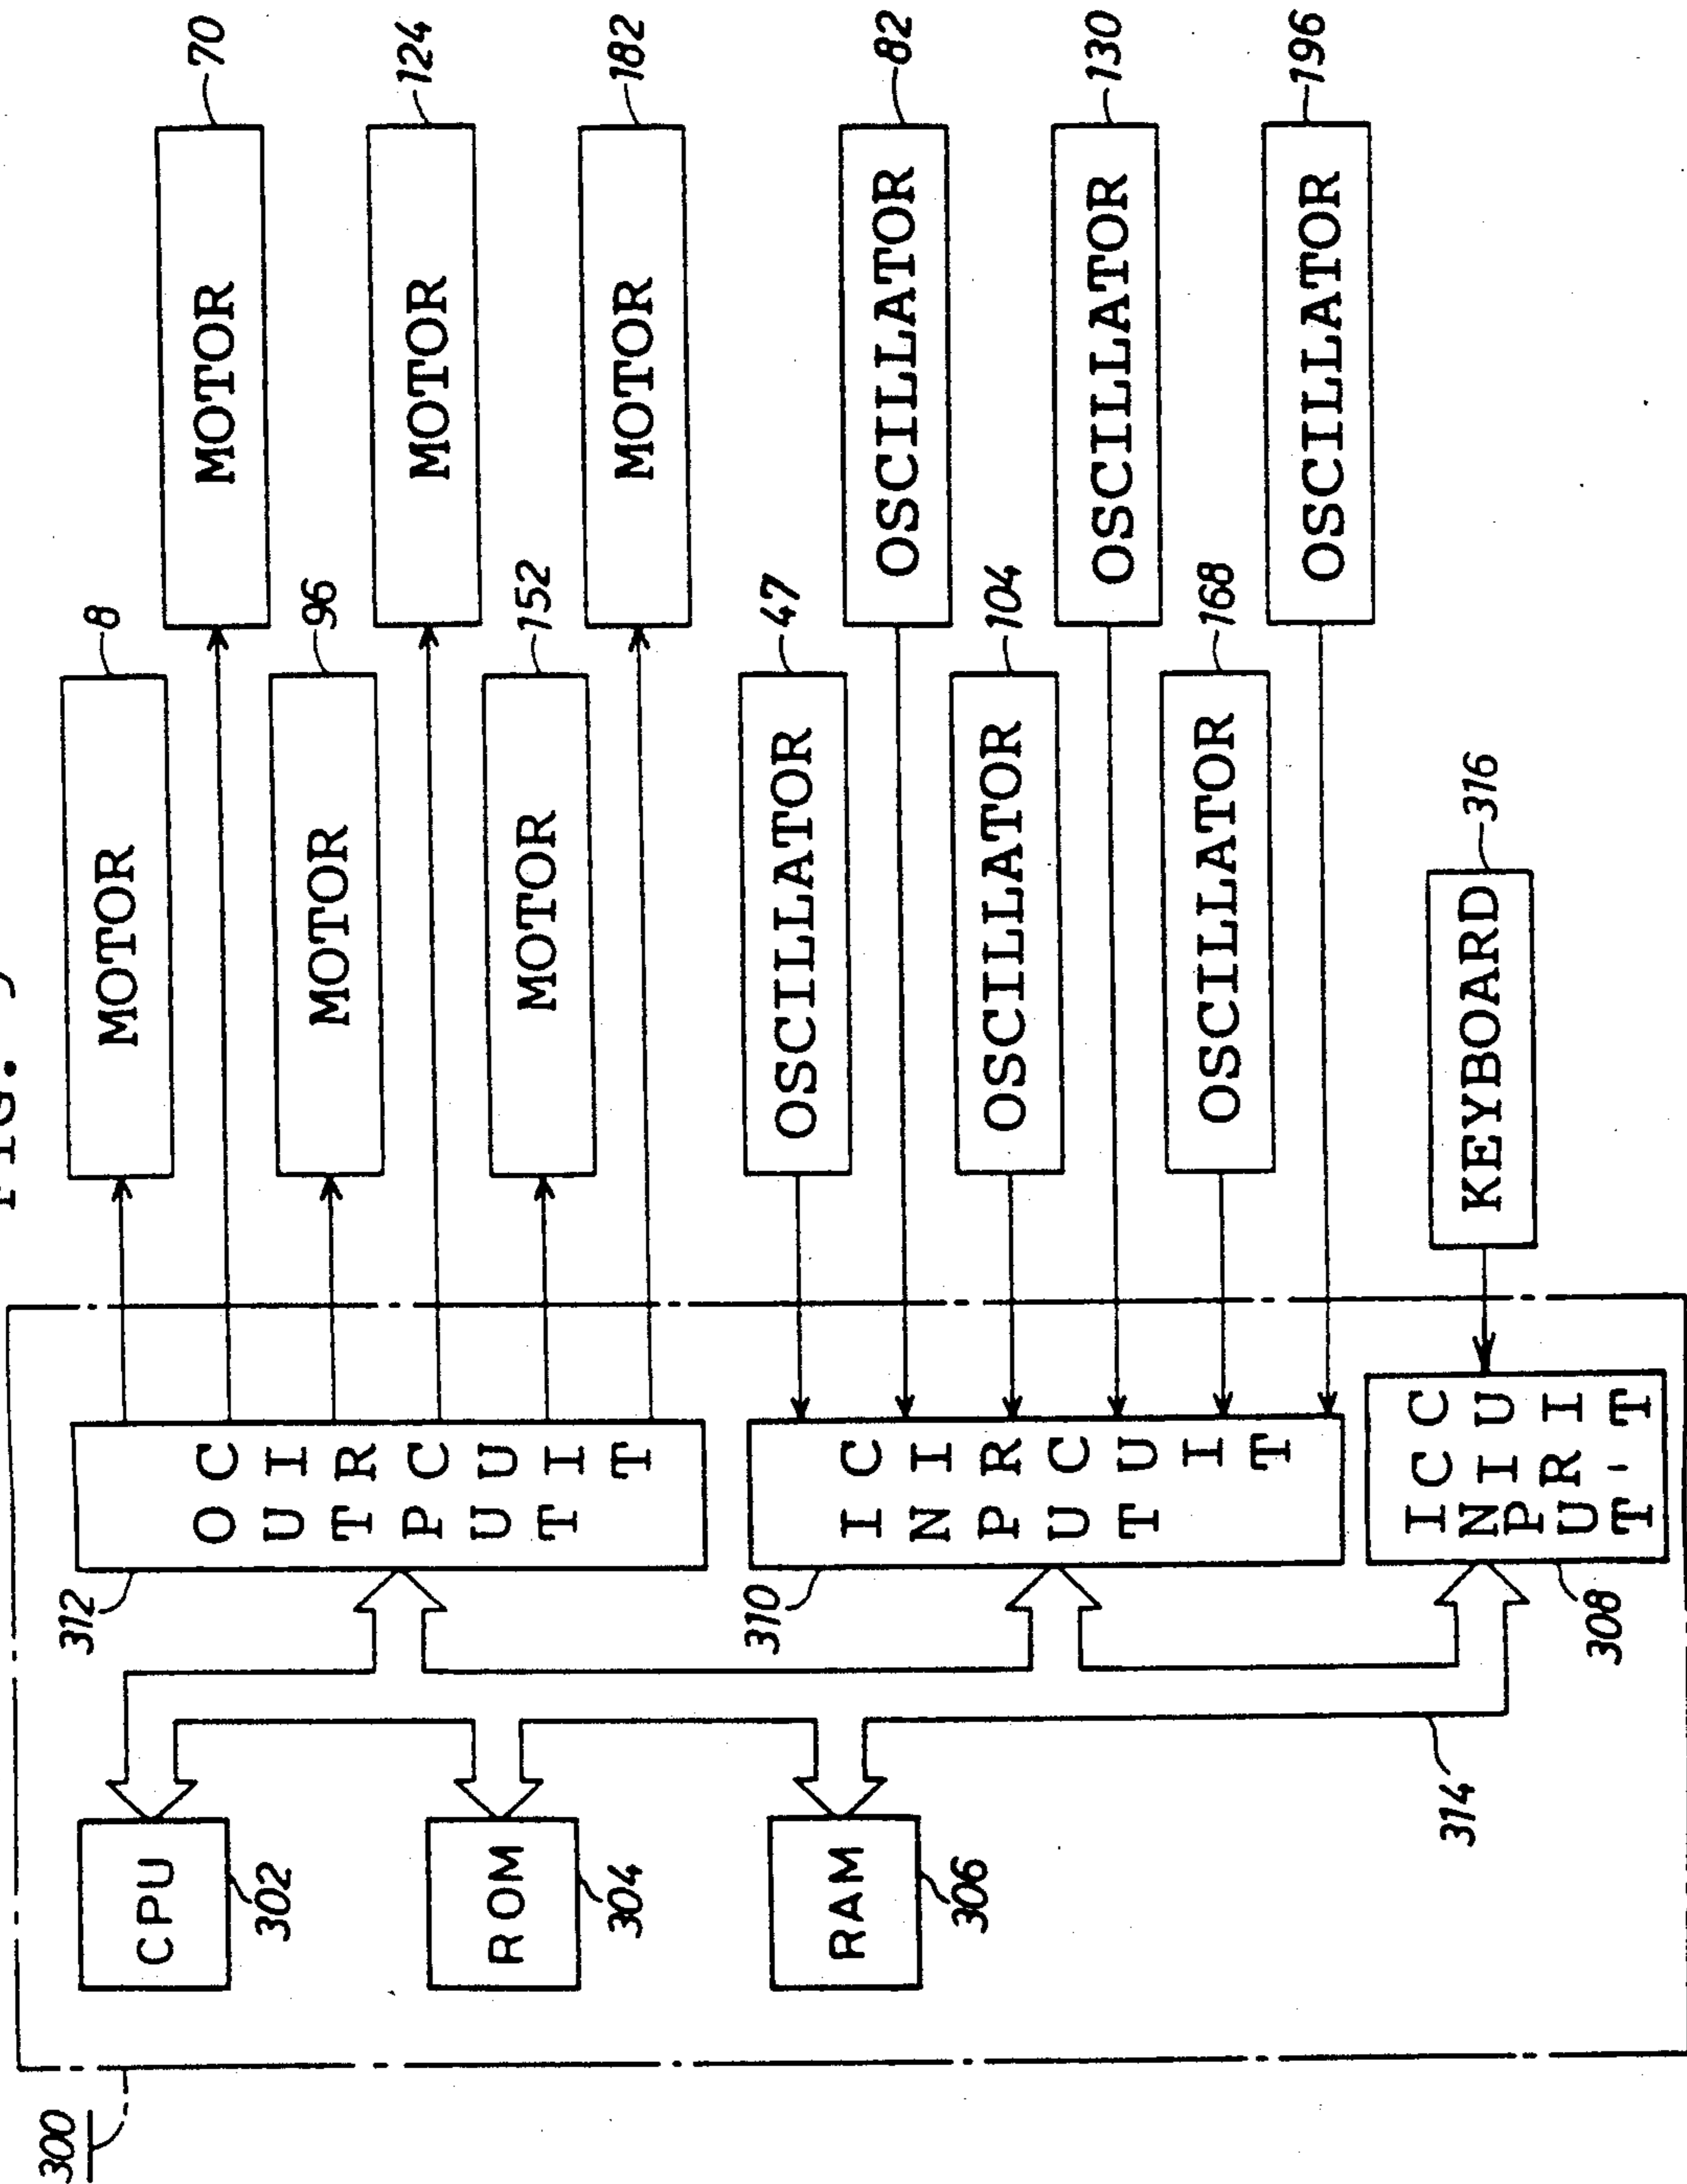 FIG.
300
CPU
302
ROM
304
RAM
306
314
312
OUTPUT
CIRCUIT
310
INPUT
CIRCUIT
308
INPUT
CIR-
CUIT
MOTOR
8
MOTOR
70
MOTOR
96
MOTOR
124
MOTOR
152
MOTOR
182
OSCILLATOR
47
OSCILLATOR
82
OSCILLATOR
104
OSCILLATOR
130
OSCILLATOR
168
OSCILLATOR
196
KEYBOARD
316